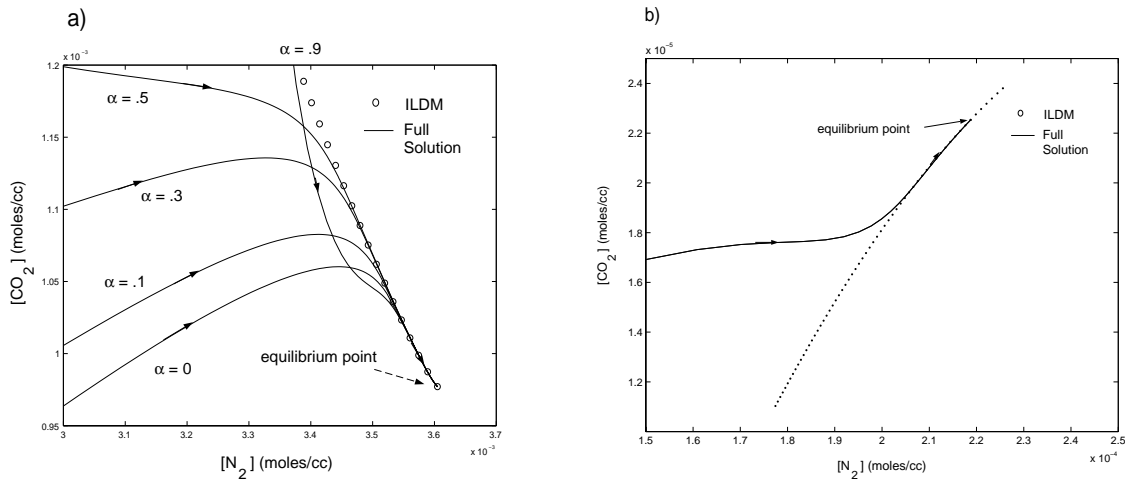 a)
x 10⁻³
α = .9
1.2
α = .5
ILDM
Full
Solution
1.15
α = .3
[CO₂] (moles/cc)
1.1
α = .1
1.05
equilibrium point
1
α = 0
0.95
3 3.1 3.2 3.3 3.4 3.5 3.6 3.7
x 10⁻³
[N₂] (moles/cc)
b)
x 10⁻⁵
2.4
equilibrium point
ILDM
Full
Solution
2.2
2
[CO₂] (moles/cc)
1.8
1.6
1.4
1.2
1.5 1.6 1.7 1.8 1.9 2 2.1 2.2 2.3 2.4 2.5
x 10⁻⁴
[N₂] (moles/cc)